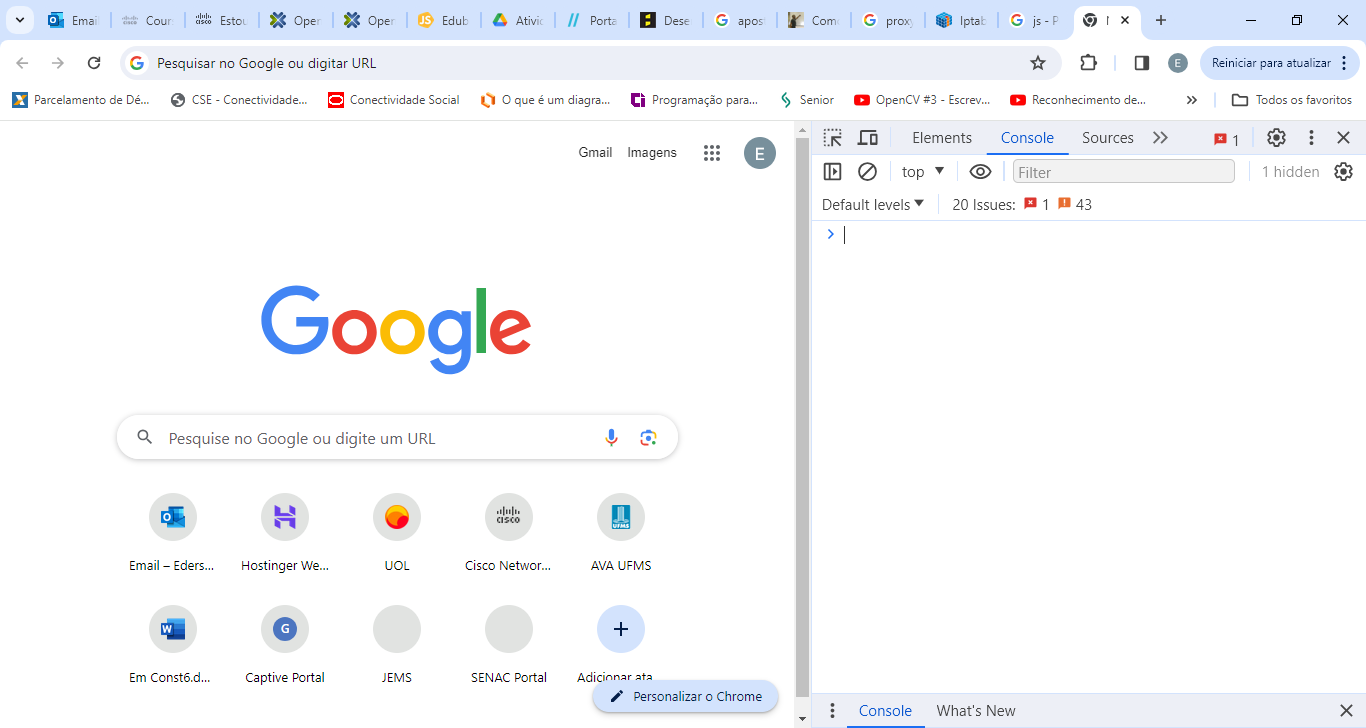 Email Cour Estou Oper Oper Edub Ativid Porta Dese apos Como proxy Iptab js - P
Pesquisar no Google ou digitar URL E Reiniciar para atualizar
Parcelamento de Dé... CSE - Conectividade... Conectividade Social O que é um diagra... Programação para... Senior OpenCV #3 - Escrev... Reconhecimento de... Todos os favoritos
Gmail Imagens E
Google
Pesquise no Google ou digite um URL
Email – Eders... Hostinger We... UOL Cisco Networ... AVA UFMS
Em Const6.d... Captive Portal JEMS SENAC Portal Adicionar ata...
Personalizar o Chrome
Elements Console Sources 1
top Filter 1 hidden
Default levels 20 Issues: 1 43
Console What's New